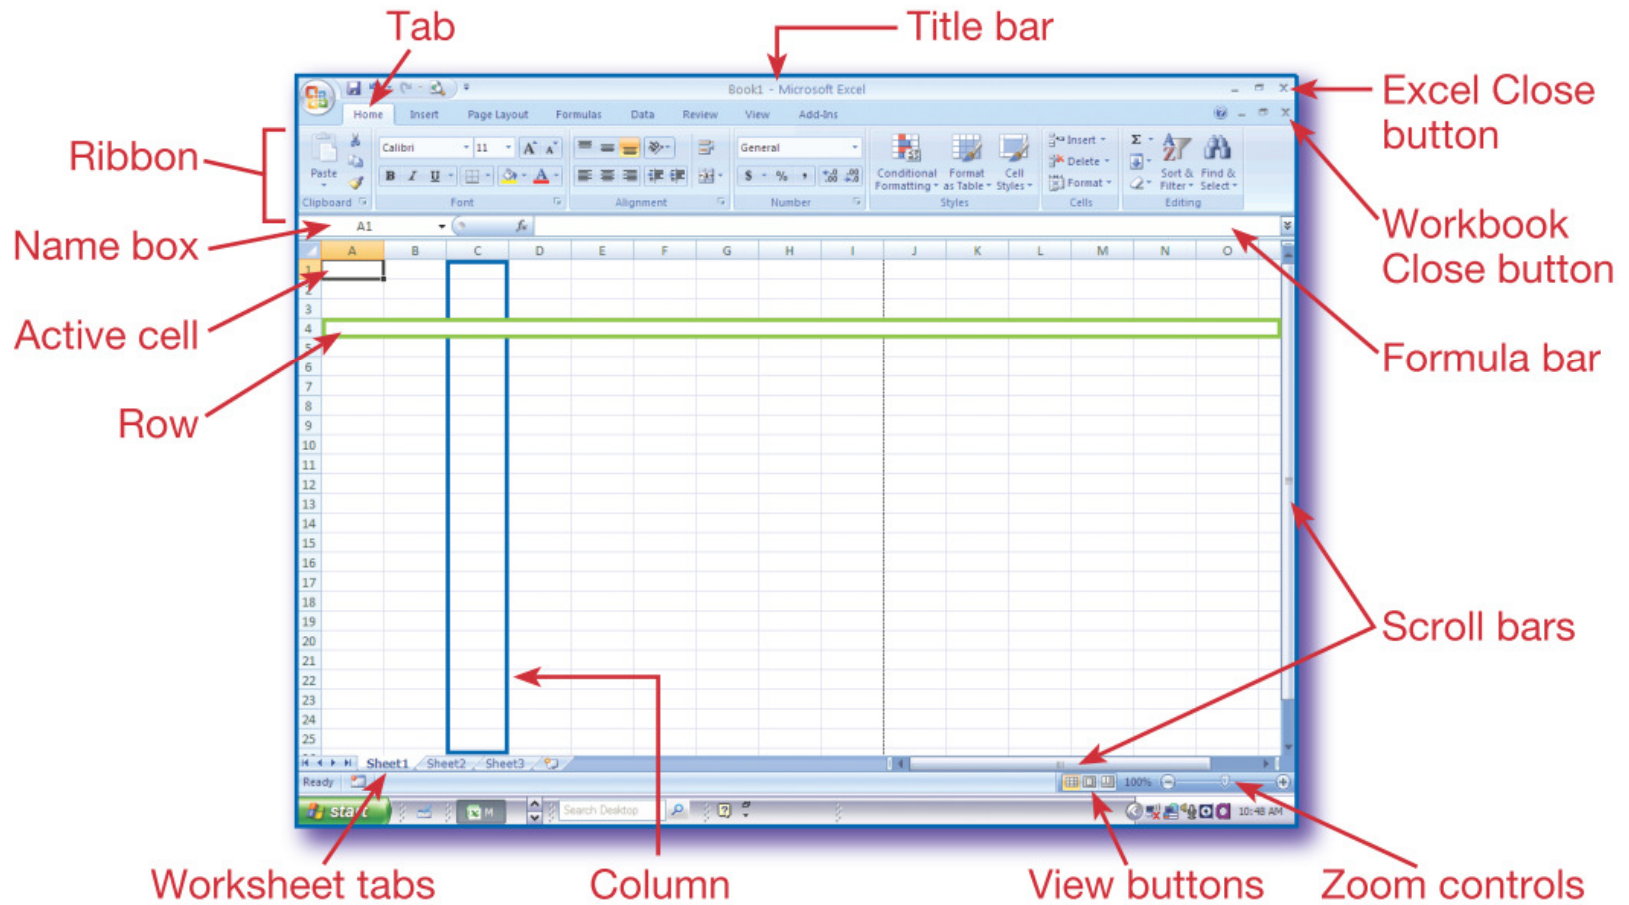 Tab
Title bar
Book1 - Microsoft Excel
Excel Close
button
Home Insert Page Layout Formulas Data Review View Add-Ins
Ribbon
Paste
Calibri 11
General
Conditional
Formatting
Format
as Table
Cell
Styles
Insert
Delete
Format
Sort &
Filter
Find &
Select
B I U A
$ % ,
Clipboard Font Alignment Number Styles Cells Editing
Name box
A1 fx
Workbook
Close button
A B C D E F G H I J K L M N O
1
2
3
4
5
6
7
8
9
10
11
12
13
14
15
16
17
18
19
20
21
22
23
24
25
Active cell
Row
Formula bar
Scroll bars
Sheet1 Sheet2 Sheet3
Ready 100%
start M Search Desktop 10:48 AM
Worksheet tabs
Column
View buttons
Zoom controls